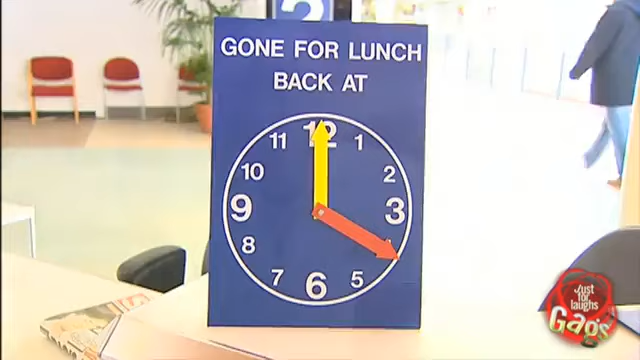 2
GONE FOR LUNCH
BACK AT
12
11 1
10 2
9 3
8
7 5
6
Just
for
laughs
Gags